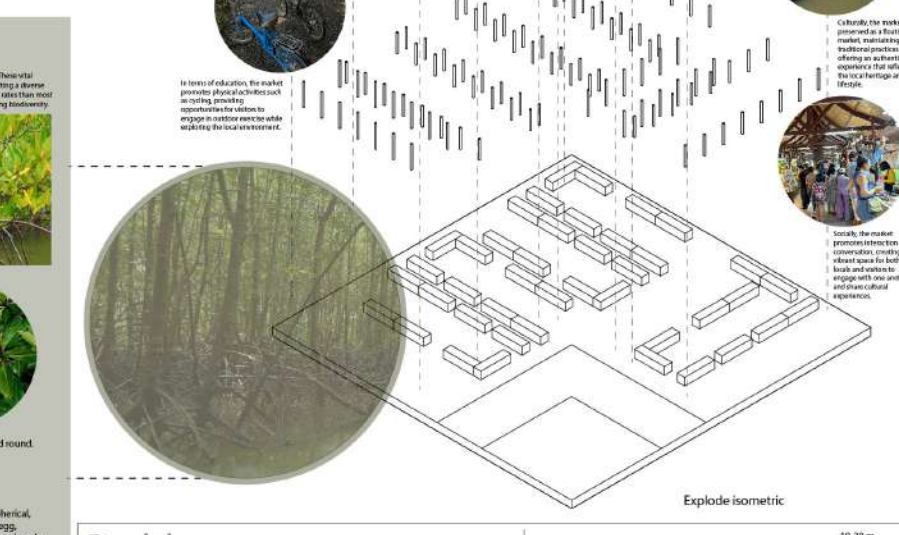 These vital
ting a diverse
rates than most
ng biodiversity.
d round.
herical,
egg,
In terms of education, the market
promotes physical activities such
as cycling, providing
opportunities for visitors to
engage in outdoor exercise while
exploring the local environment.
Culturally, the marke
preserved as a floati
market, maintaining
traditional practices
offering an authenti
experience that refle
the local heritage an
lifestyle.
Socially, the market
promotes interaction
conversation, creating
vibrant space for both
locals and visitors to
engage with one anot
and share cultural
experiences.
Explode isometric